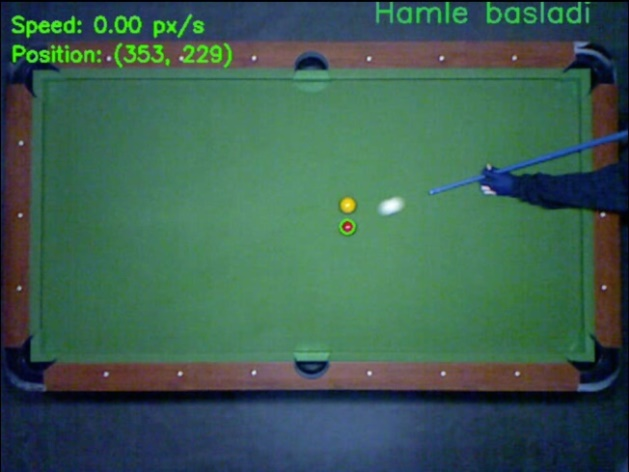 Hamle basladi
Speed: 0.00 px/s
Position: (353, 229)